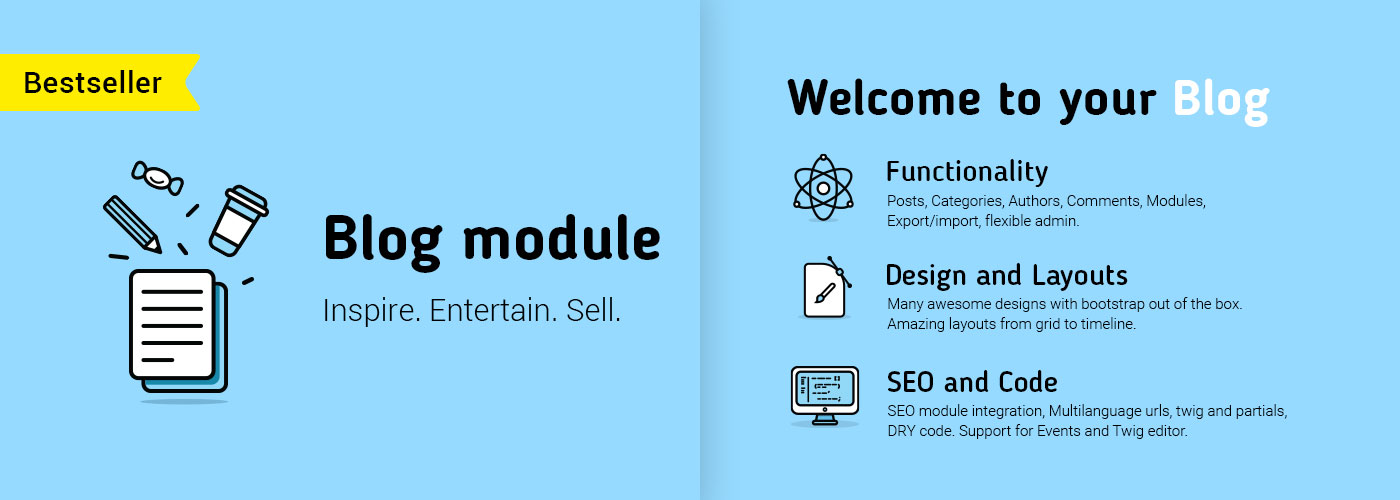 Bestseller
Blog module
Inspire. Entertain. Sell.
Welcome to your Blog
Functionality
Posts, Categories, Authors, Comments, Modules,
Export/import, flexible admin.
Design and Layouts
Many awesome designs with bootstrap out of the box.
Amazing layouts from grid to timeline.
SEO and Code
SEO module integration, Multilanguage urls, twig and partials,
DRY code. Support for Events and Twig editor.